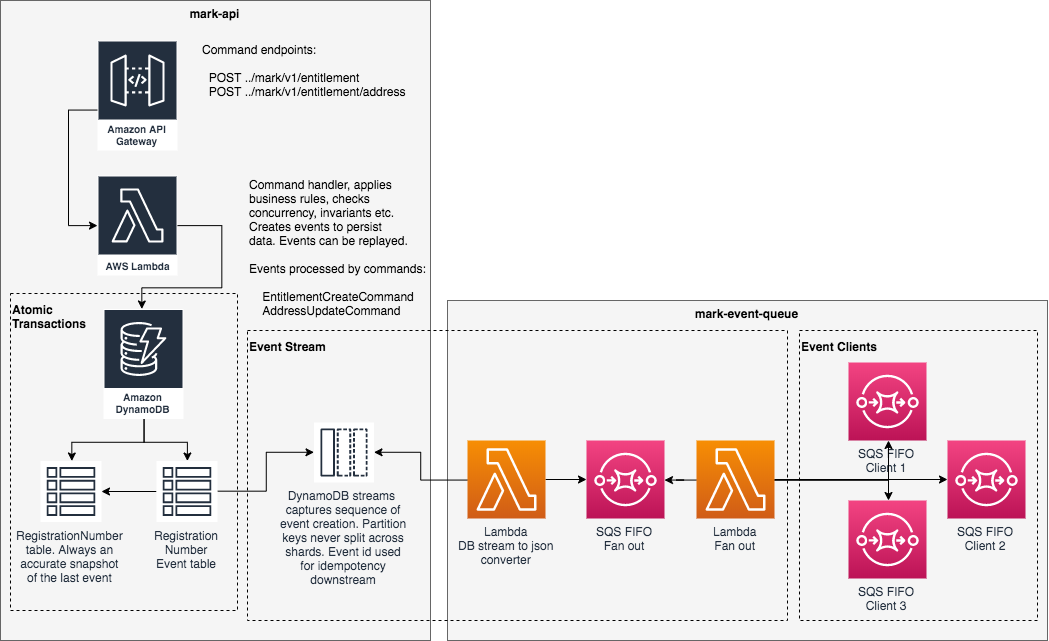 mark-api
Amazon API
Gateway
Command endpoints:
POST ../mark/v1/entitlement
POST ../mark/v1/entitlement/address
AWS Lambda
Command handler, applies
business rules, checks
concurrency, invariants etc.
Creates events to persist
data. Events can be replayed.
Events processed by commands:
EntitlementCreateCommand
AddressUpdateCommand
Atomic
Transactions
Amazon
DynamoDB
RegistrationNumber
table. Always an
accurate snapshot
of the last event
Registration
Number
Event table
Event Stream
DynamoDB streams
captures sequence of
event creation. Partition
keys never split across
shards. Event id used
for idempotency
downstream
mark-event-queue
Lambda
DB stream to json
converter
SQS FIFO
Fan out
Lambda
Fan out
Event Clients
SQS FIFO
Client 1
SQS FIFO
Client 2
SQS FIFO
Client 3